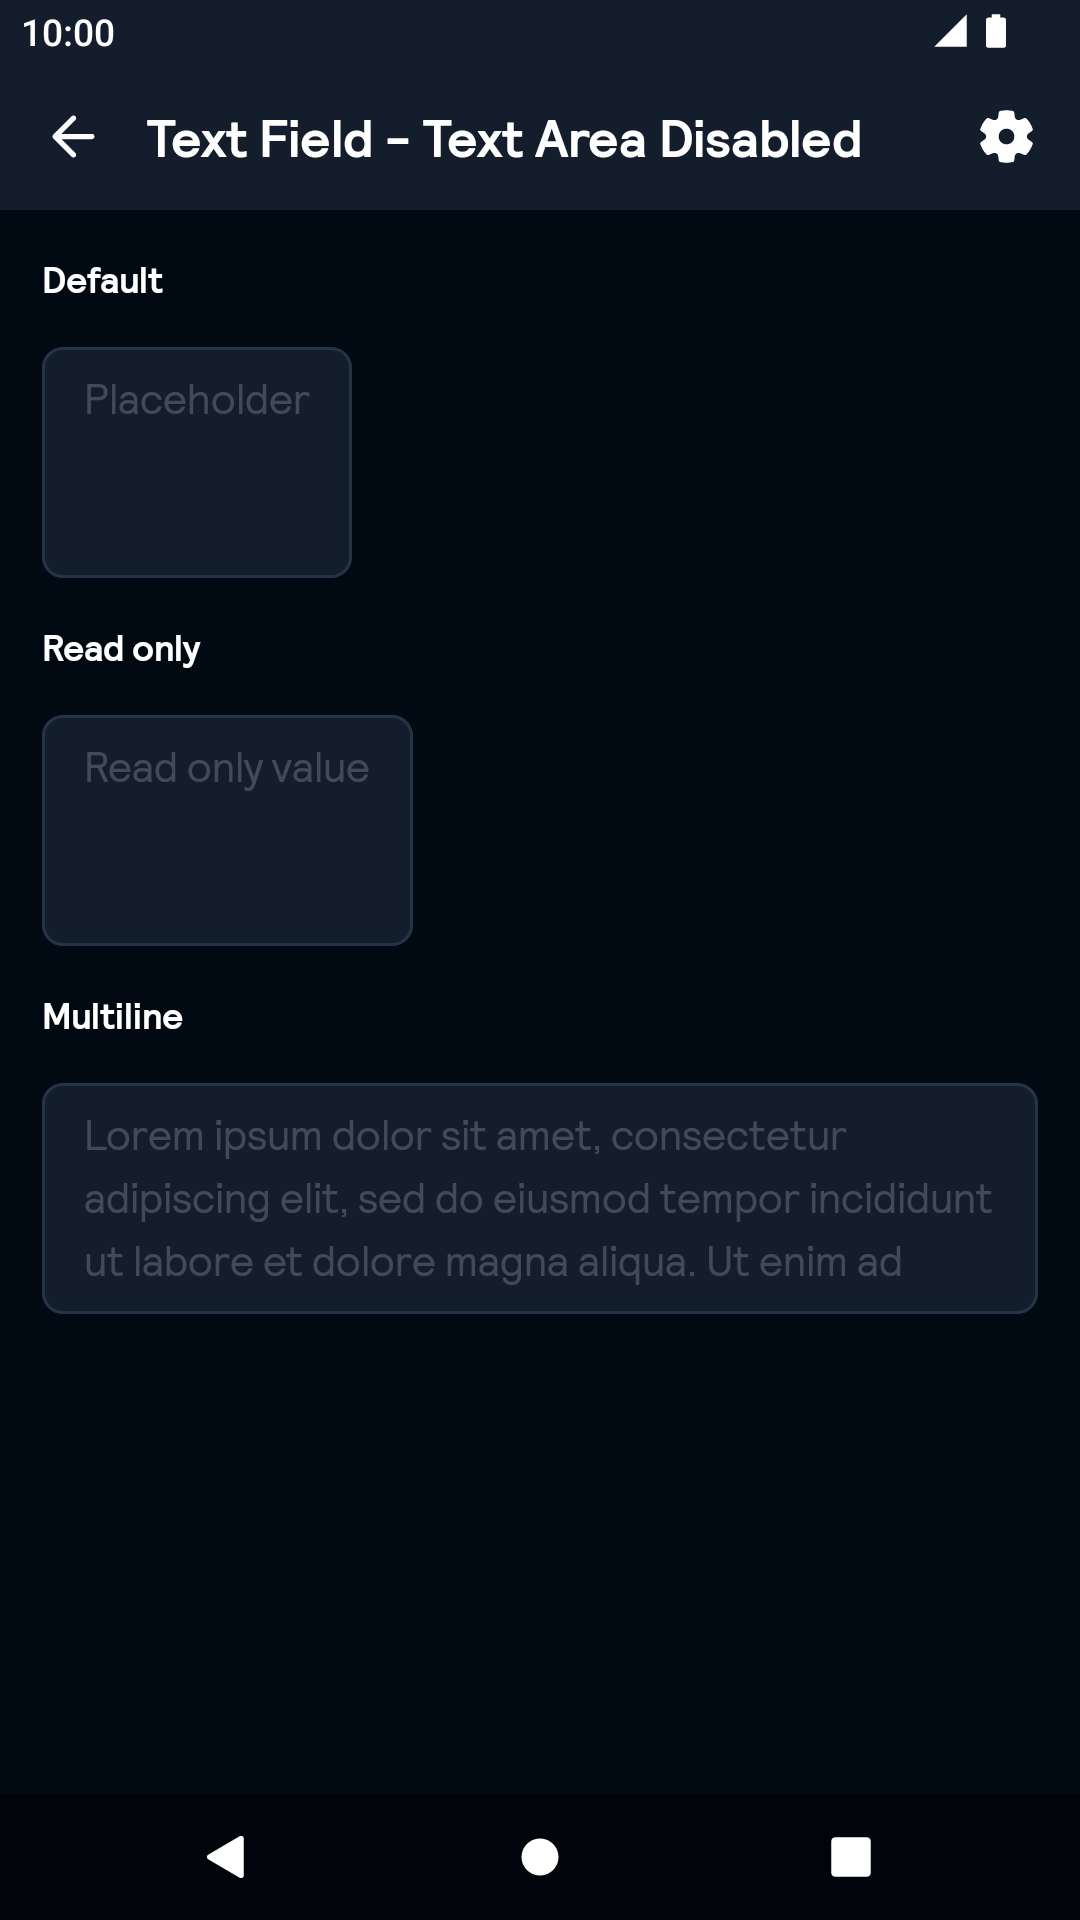 10:00
Text Field - Text Area Disabled
Default
Placeholder
Read only
Read only value
Multiline
Lorem ipsum dolor sit amet, consectetur
adipiscing elit, sed do eiusmod tempor incididunt
ut labore et dolore magna aliqua. Ut enim ad